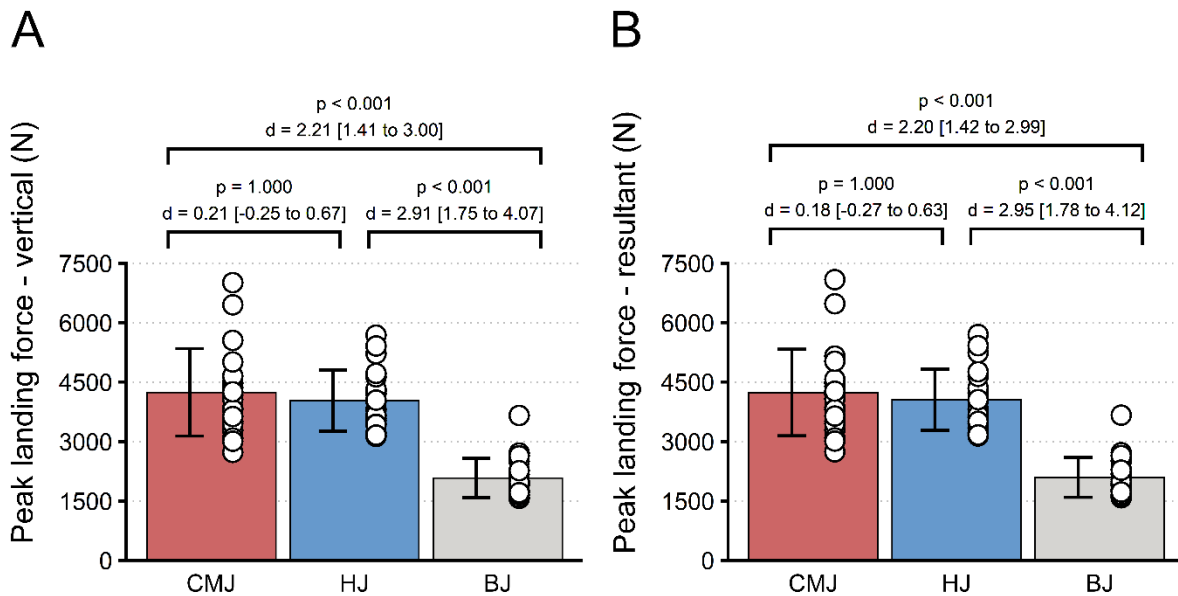 A
p < 0.001
d = 2.21 [1.41 to 3.00]
p = 1.000
d = 0.21 [-0.25 to 0.67]
p < 0.001
d = 2.91 [1.75 to 4.07]
Peak landing force - vertical (N)
7500
6000
4500
3000
1500
0
CMJ
HJ
BJ
B
p < 0.001
d = 2.20 [1.42 to 2.99]
p = 1.000
d = 0.18 [-0.27 to 0.63]
p < 0.001
d = 2.95 [1.78 to 4.12]
Peak landing force - resultant (N)
7500
6000
4500
3000
1500
0
CMJ
HJ
BJ